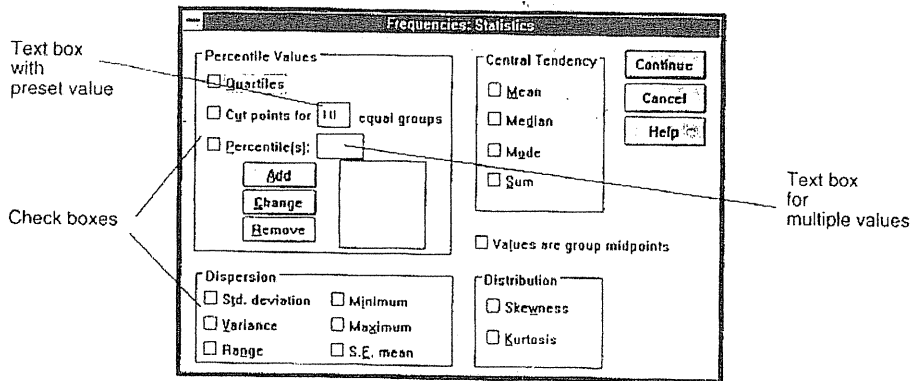 Frequencies: Statistics
Text box
with
preset value
Percentile Values
Quartiles
Cut points for 10 equal groups
Percentile(s):
Add
Change
Remove
Central Tendency
Mean
Median
Mode
Sum
Continue
Cancel
Help
Text box
for
multiple values
Check boxes
Values are group midpoints
Dispersion
Std. deviation
Minimum
Variance
Maximum
Range
S.E. mean
Distribution
Skewness
Kurtosis